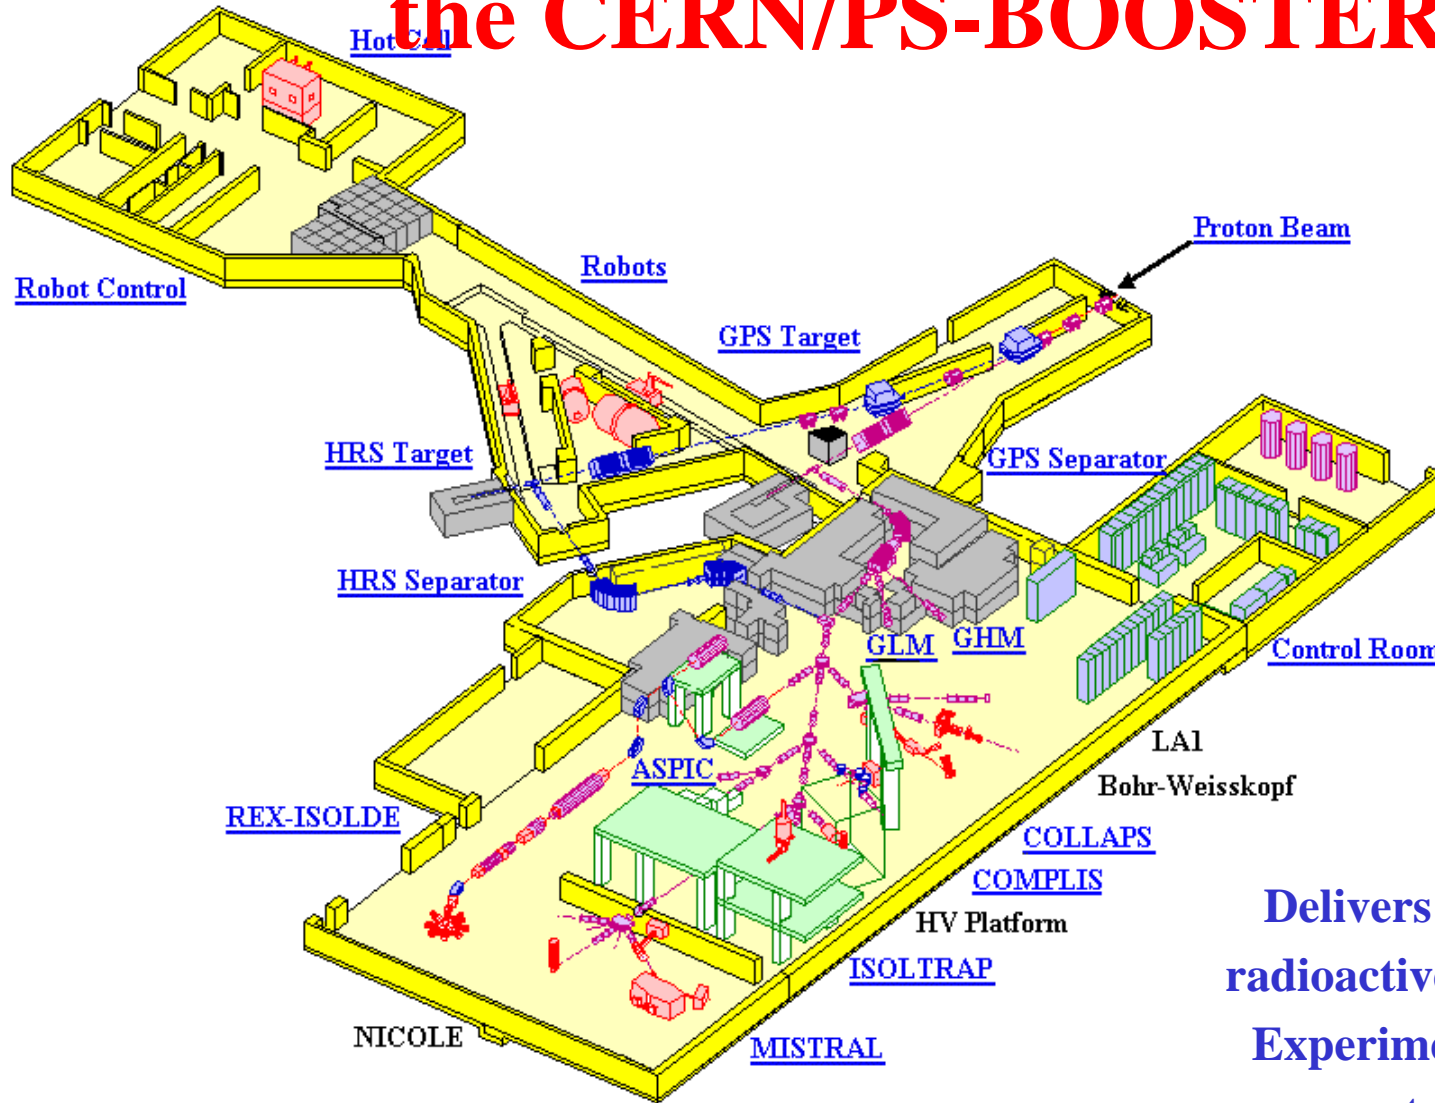 the CERN/PS-BOOSTER
Hot Cell
Proton Beam
Robots
Robot Control
GPS Target
HRS Target
GPS Separator
HRS Separator
GLM
GHM
Control Room
LA1
ASPIC
Bohr-Weisskopf
REX-ISOLDE
COLLAPS
COMPLIS
HV Platform
ISOLTRAP
NICOLE
MISTRAL
Delivers
radioactive